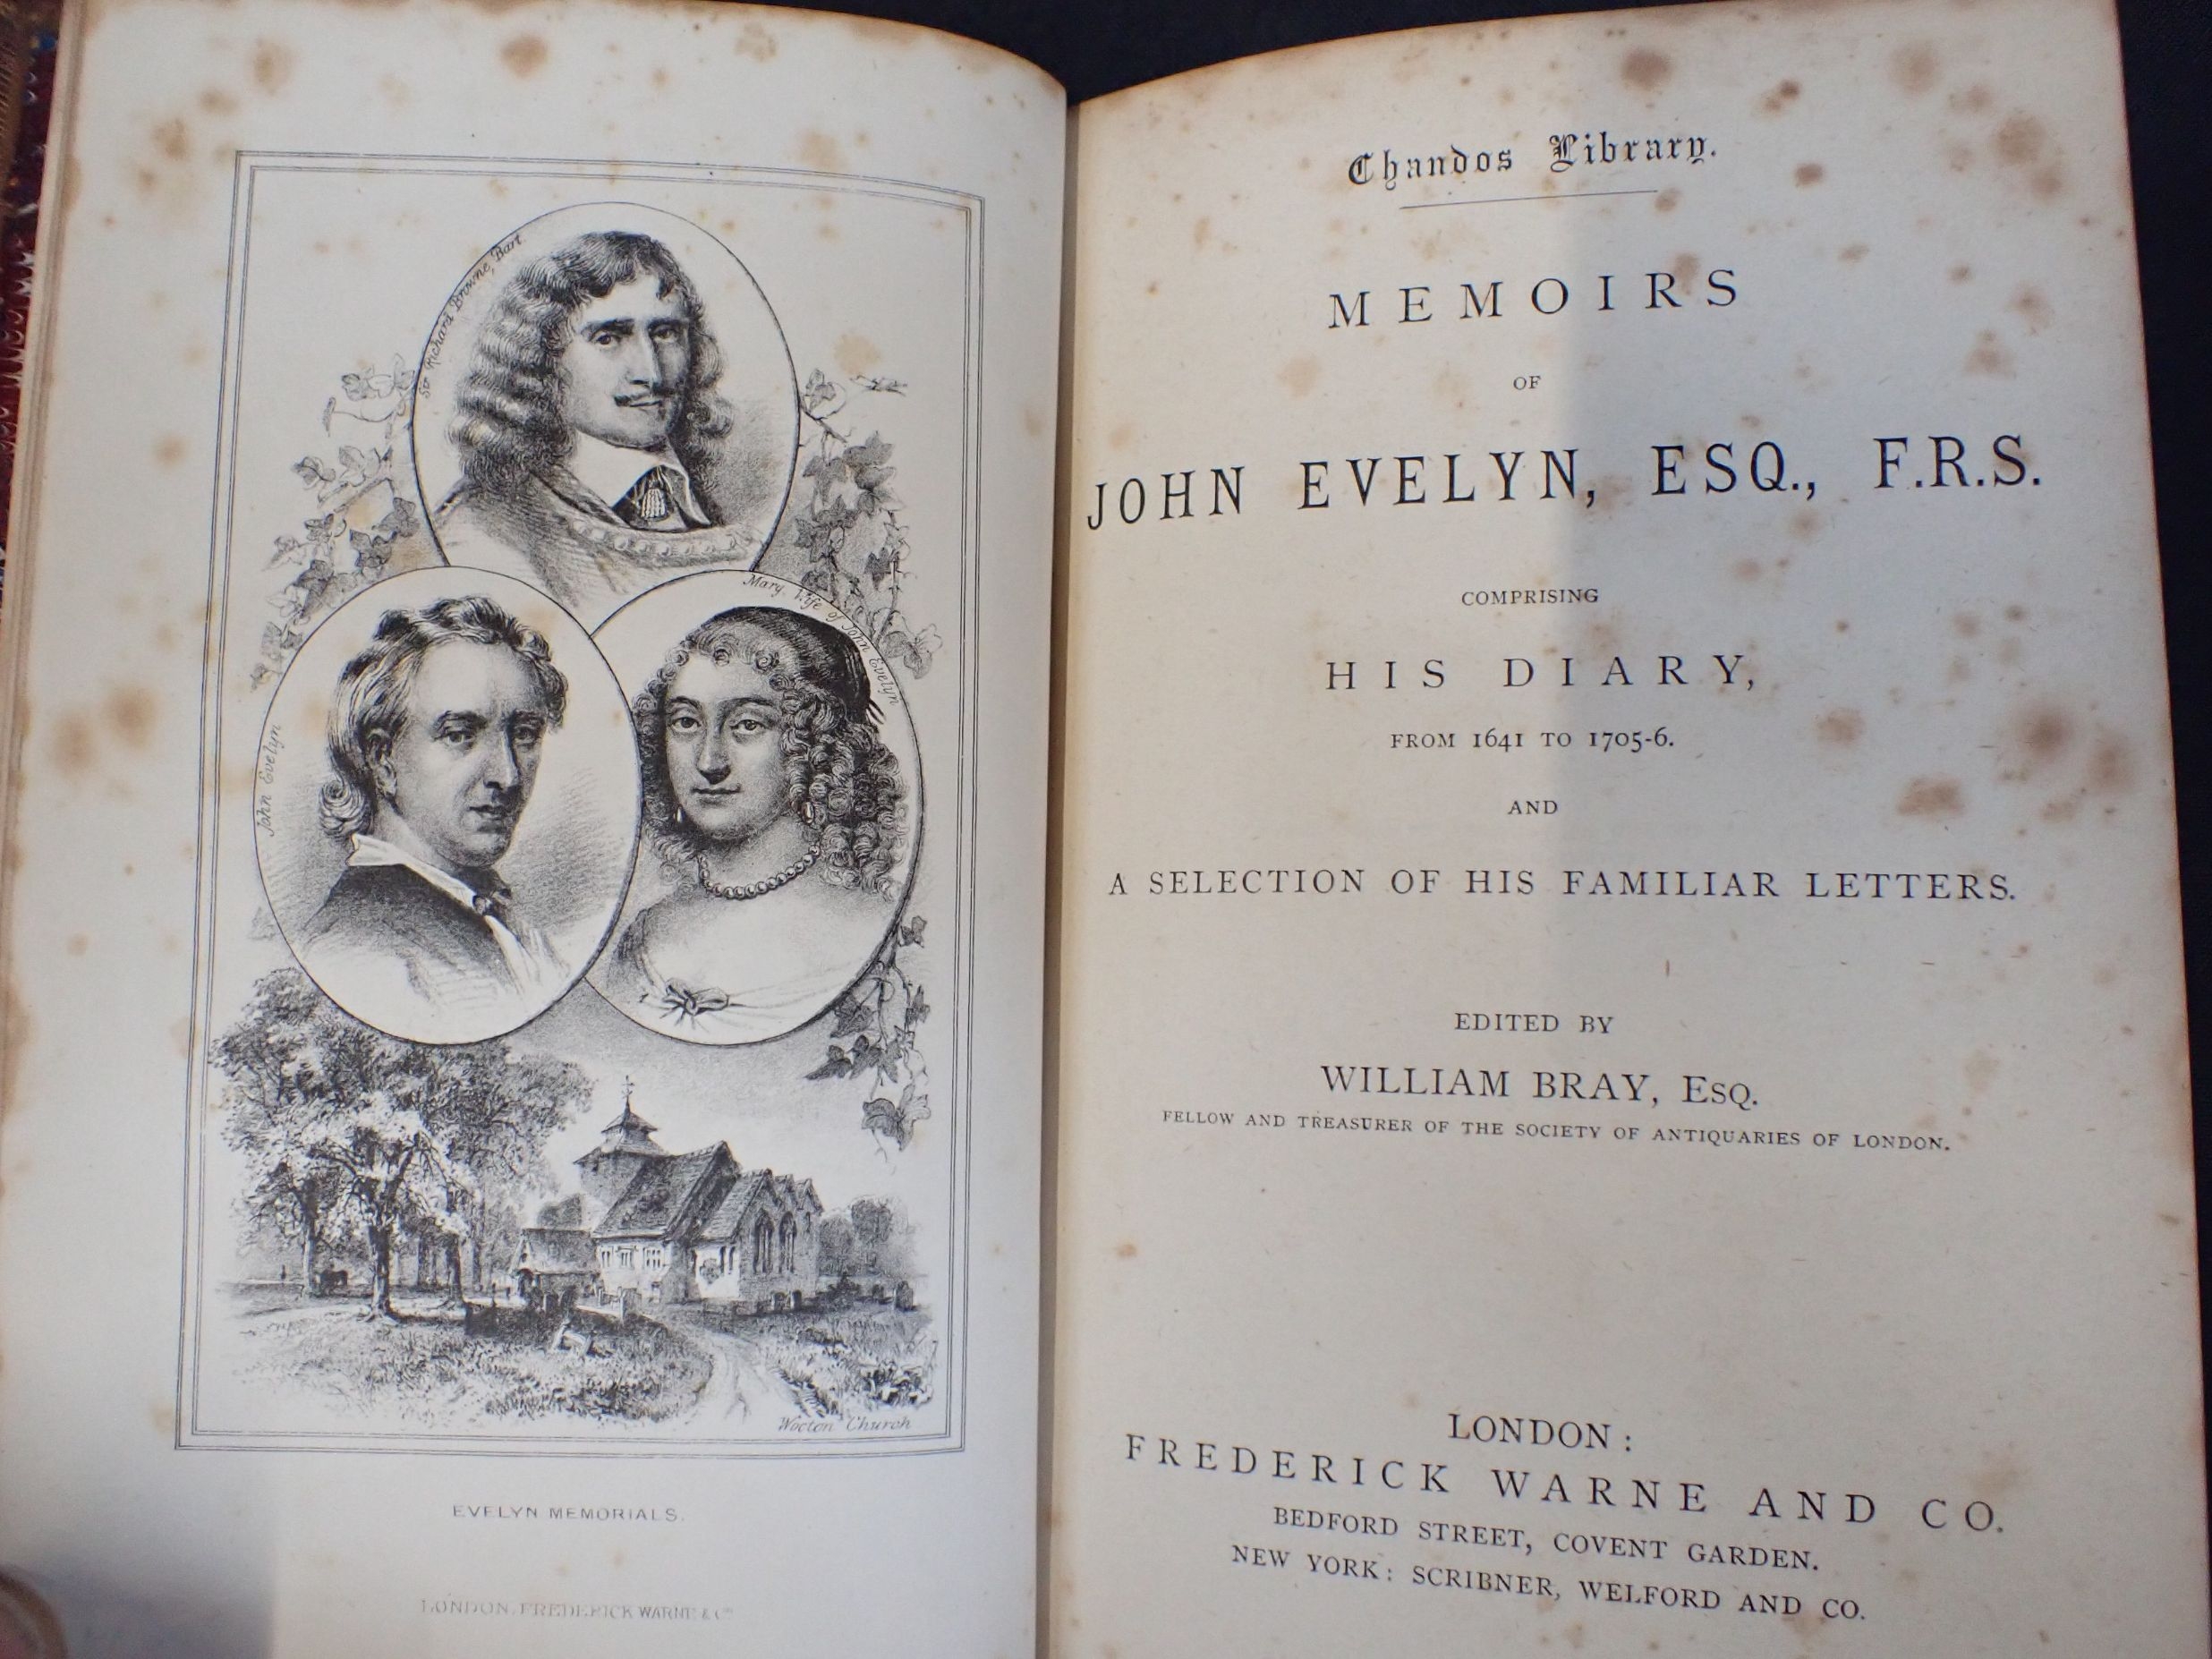 Sir Richard Browne, Bart
John Evelyn
Mary Wife of John Evelyn
Wooton Church
EVELYN MEMORIALS.
LONDON, FREDERICK WARNE & Co
Chandos Library.
MEMOIRS
OF
JOHN EVELYN, ESQ., F.R.S.
COMPRISING
HIS DIARY,
FROM 1641 TO 1705-6.
AND
A SELECTION OF HIS FAMILIAR LETTERS.
EDITED BY
WILLIAM BRAY, ESQ.
FELLOW AND TREASURER OF THE SOCIETY OF ANTIQUARIES OF LONDON.
LONDON:
FREDERICK WARNE AND CO.
BEDFORD STREET, COVENT GARDEN.
NEW YORK: SCRIBNER, WELFORD AND CO.